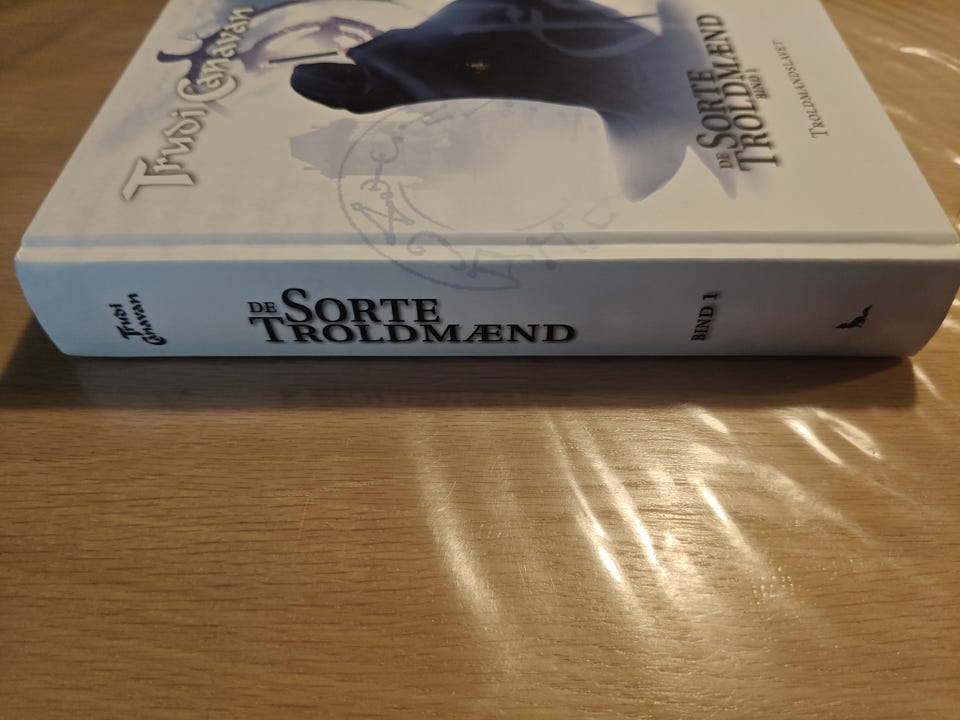 Trudi Canavan
DE SORTE
TROLDMÆND
BIND 1
TROLDMANDSLAVET
Trudi
Canavan
DE SORTE
TROLDMÆND
BIND 1